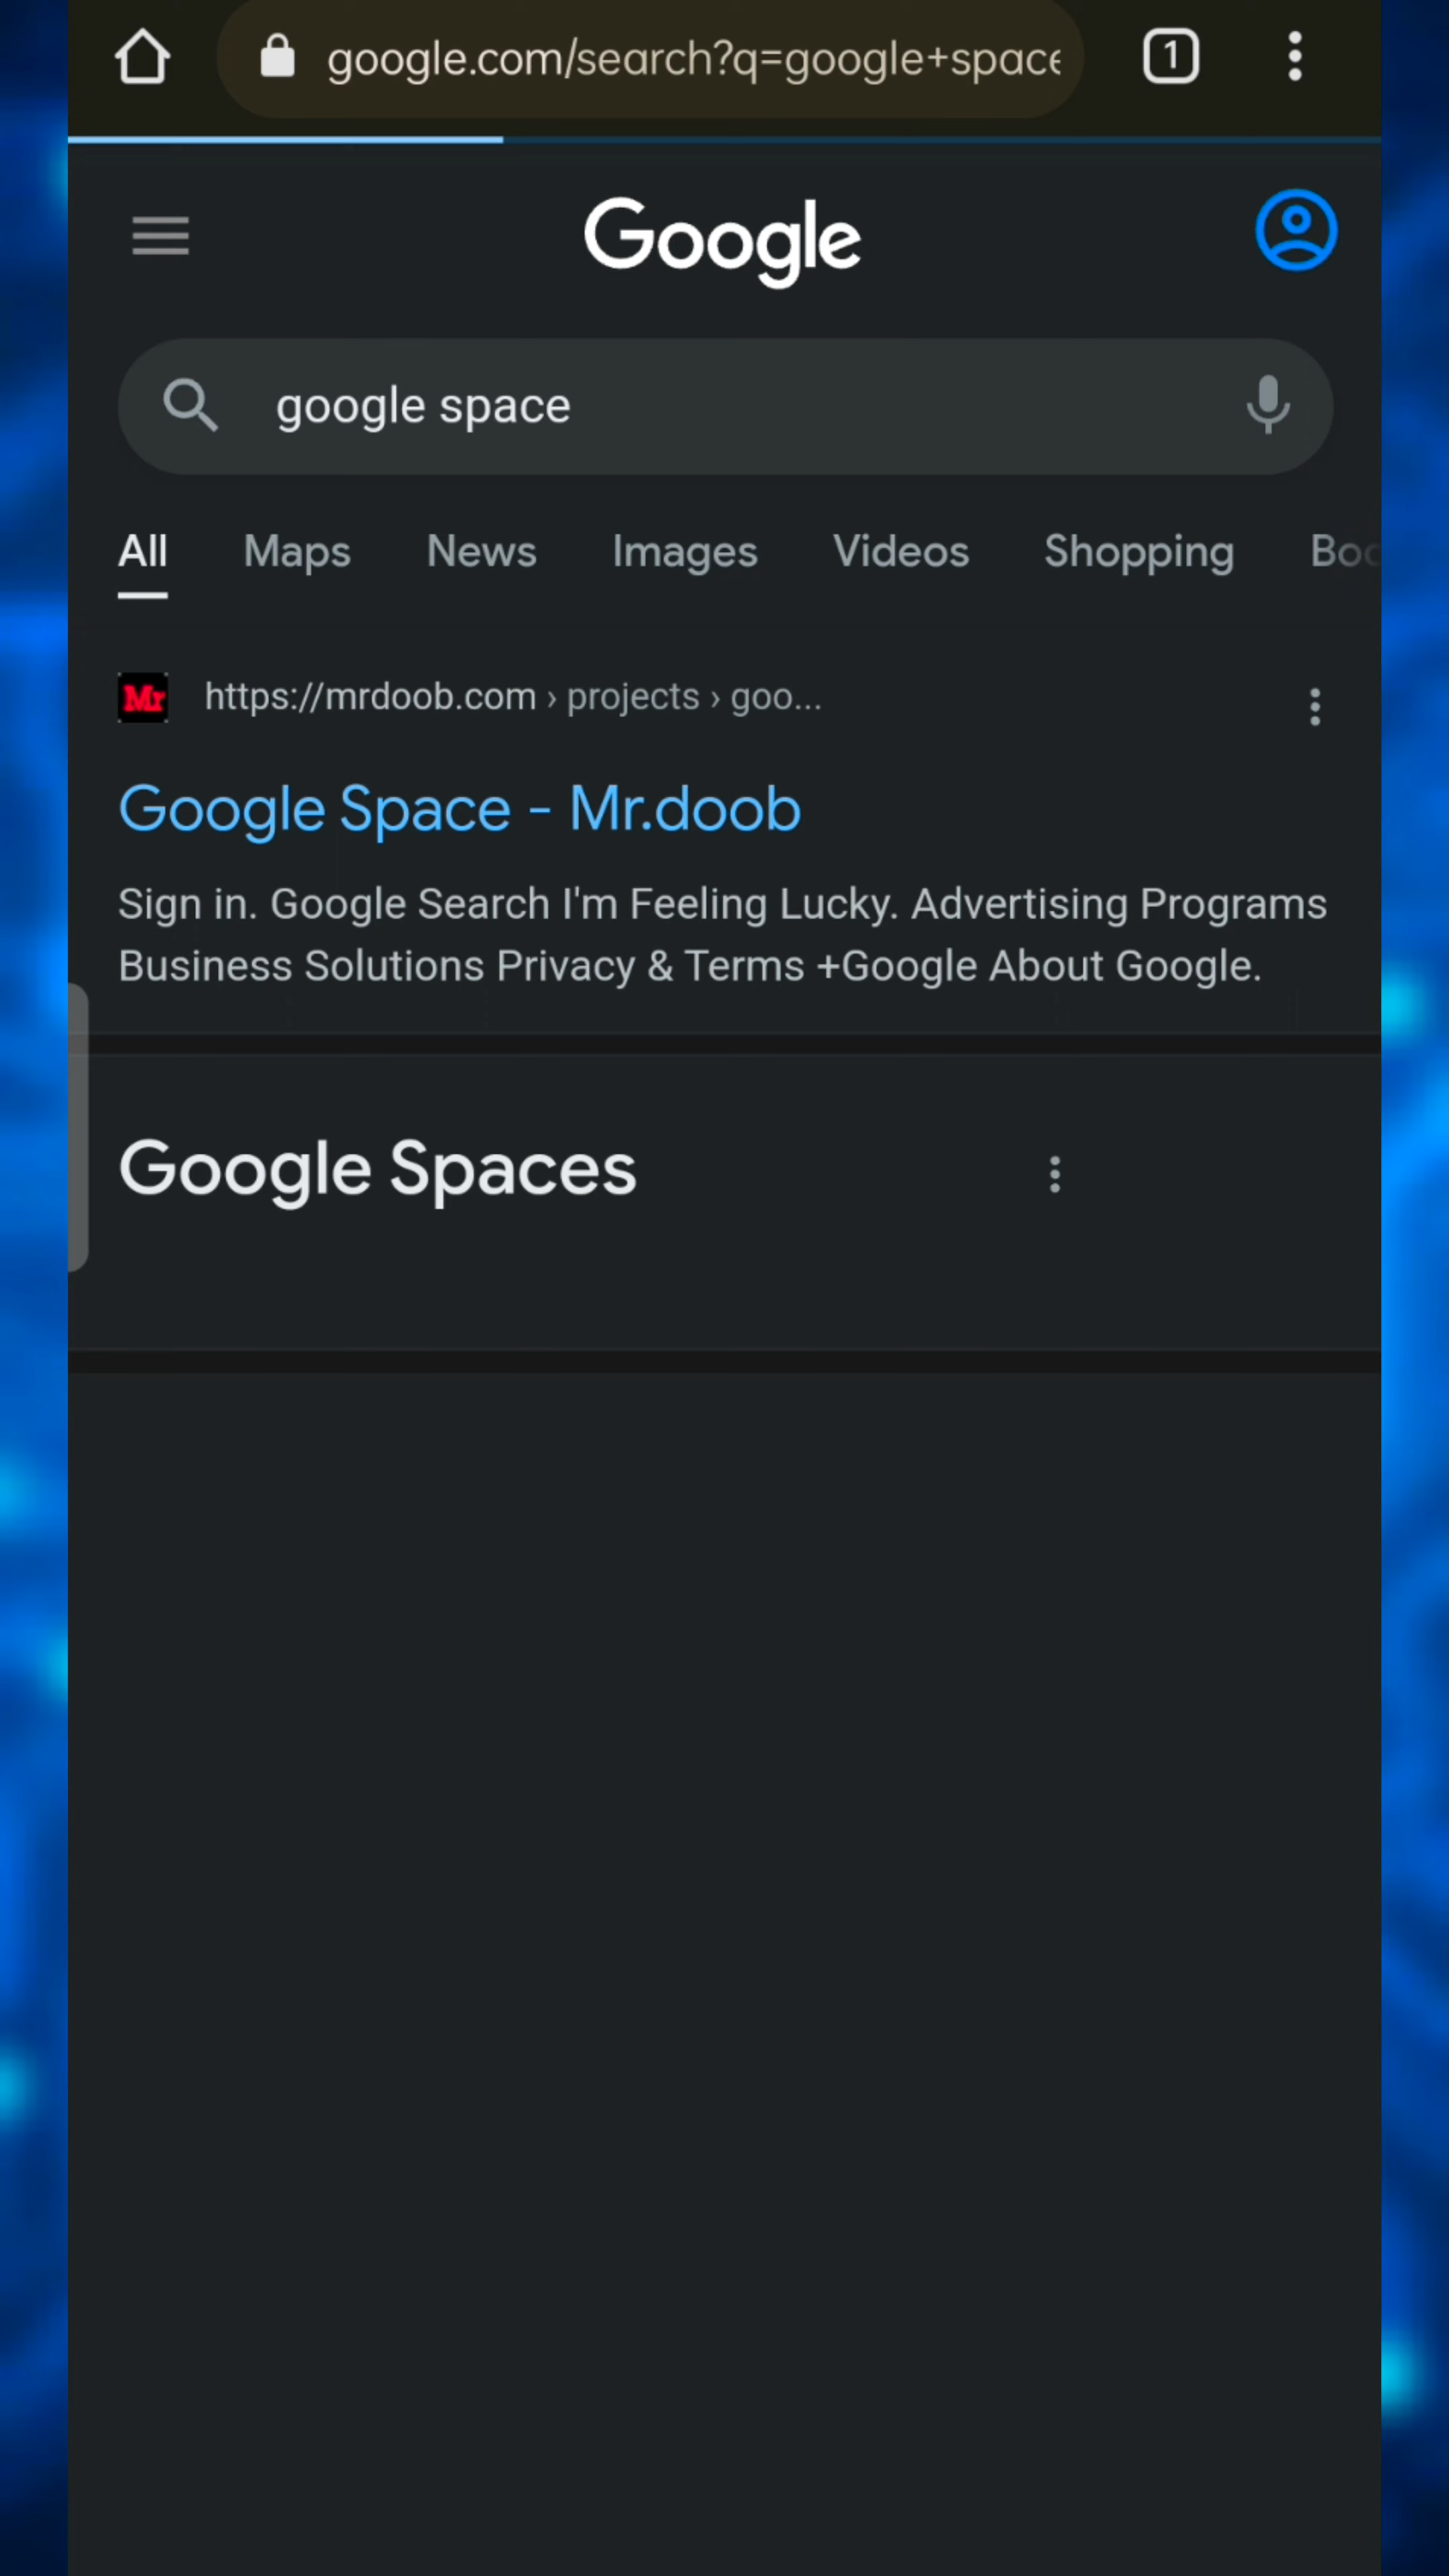 google.com/search?q=google+space
1
Google
google space
All Maps News Images Videos Shopping Boo
Mr https://mrdoob.com › projects › goo...
Google Space - Mr.doob
Sign in. Google Search I'm Feeling Lucky. Advertising Programs
Business Solutions Privacy & Terms +Google About Google.
Google Spaces